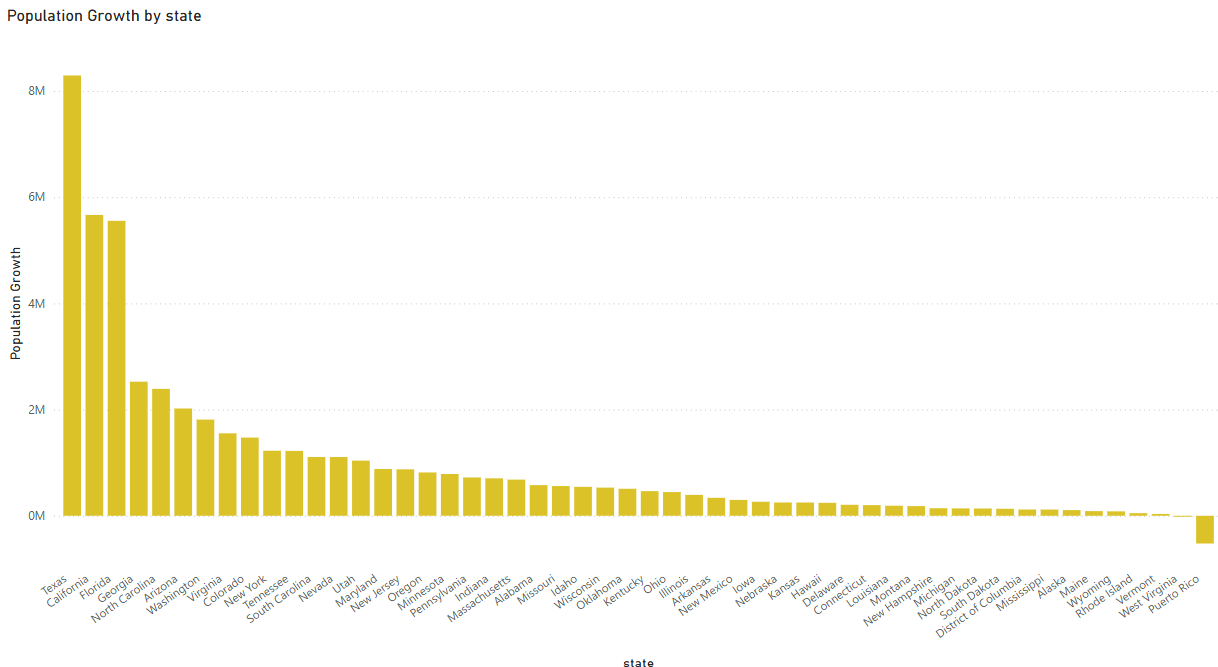 Population Growth by state
8M
6M
4M
2M
0M
Population Growth
Texas
California
Florida
Georgia
North Carolina
Arizona
Washington
Virginia
Colorado
New York
Tennessee
South Carolina
Nevada
Utah
Maryland
New Jersey
Oregon
Minnesota
Pennsylvania
Indiana
Massachusetts
Alabama
Missouri
Idaho
Wisconsin
Oklahoma
Kentucky
Ohio
Illinois
Arkansas
New Mexico
Iowa
Nebraska
Kansas
Hawaii
Delaware
Connecticut
Louisiana
Montana
New Hampshire
Michigan
North Dakota
South Dakota
District of Columbia
Mississippi
Alaska
Maine
Wyoming
Rhode Island
Vermont
West Virginia
Puerto Rico
state